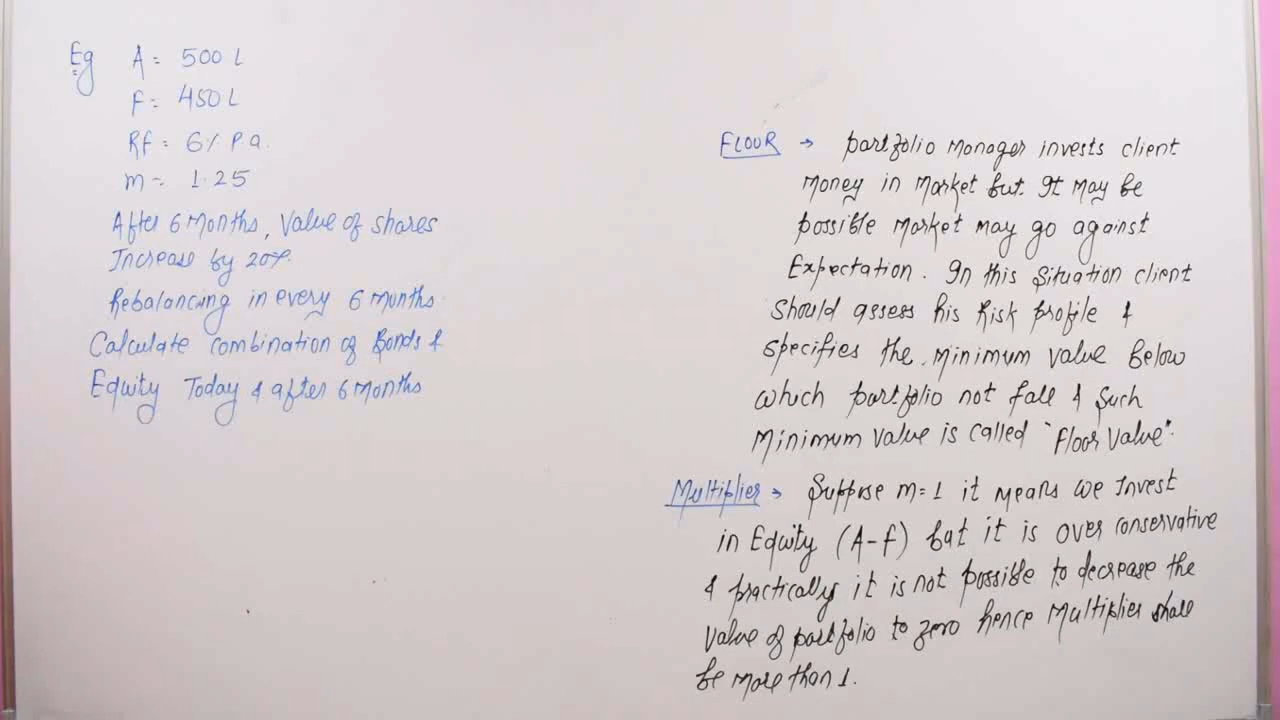 Eg A = 500 L
F = 450 L
Rf = 6% P.a.
m = 1.25
After 6 Months, Value of shares
Increase by 20%.
Rebalancing in every 6 months
Calculate combination of Bonds &
Equity Today & after 6 Months
FLOOR → portfolio Manager invests client
Money in Market but It may be
possible Market may go against
Expectation. In this situation client
should assess his Risk profile &
specifies the minimum value below
which portfolio not fall & such
Minimum value is called "Floor Value".
Multiplier → Suppose m=1 it means we Invest
in Equity (A-f) but it is over conservative
& practically it is not possible to decrease the
Value of portfolio to zero hence Multiplier shall
be more than 1.